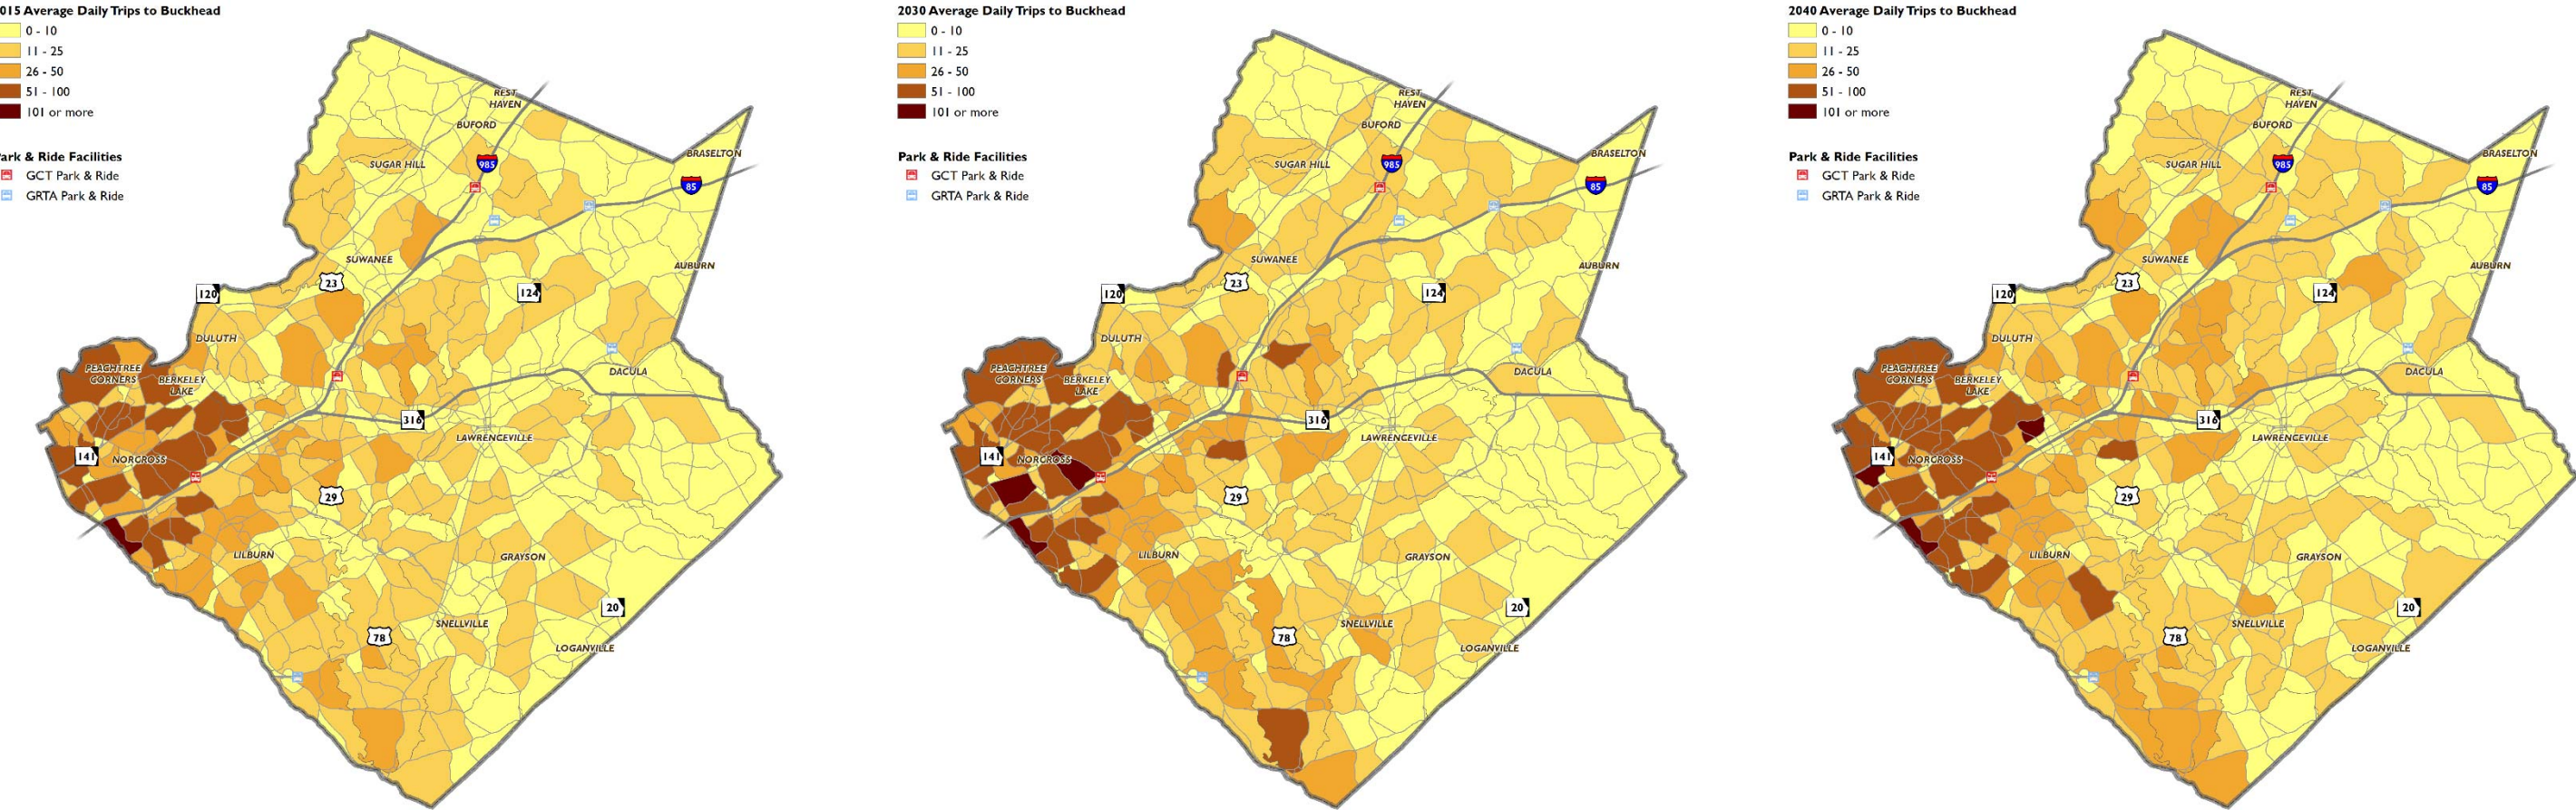 015 Average Daily Trips to Buckhead
0 - 10
11 - 25
26 - 50
51 - 100
101 or more
Park & Ride Facilities
GCT Park & Ride
GRTA Park & Ride
REST
HAVEN
BUFORD
SUGAR HILL
985
BRASELTON
85
SUWANEE
AUBURN
23
120
124
DULUTH
PEACHTREE
CORNERS
BERKELEY
LAKE
DACULA
316
LAWRENCEVILLE
141
NORCROSS
29
LILBURN
GRAYSON
20
SNELLVILLE
78
LOGANVILLE
2030 Average Daily Trips to Buckhead
0 - 10
11 - 25
26 - 50
51 - 100
101 or more
Park & Ride Facilities
GCT Park & Ride
GRTA Park & Ride
REST
HAVEN
BUFORD
SUGAR HILL
985
BRASELTON
85
SUWANEE
AUBURN
23
120
124
DULUTH
PEACHTREE
CORNERS
BERKELEY
LAKE
DACULA
316
LAWRENCEVILLE
141
NORCROSS
29
LILBURN
GRAYSON
20
SNELLVILLE
78
LOGANVILLE
2040 Average Daily Trips to Buckhead
0 - 10
11 - 25
26 - 50
51 - 100
101 or more
Park & Ride Facilities
GCT Park & Ride
GRTA Park & Ride
REST
HAVEN
BUFORD
SUGAR HILL
985
BRASELTON
85
SUWANEE
AUBURN
23
120
124
DULUTH
PEACHTREE
CORNERS
BERKELEY
LAKE
DACULA
316
LAWRENCEVILLE
141
NORCROSS
29
LILBURN
GRAYSON
20
SNELLVILLE
78
LOGANVILLE